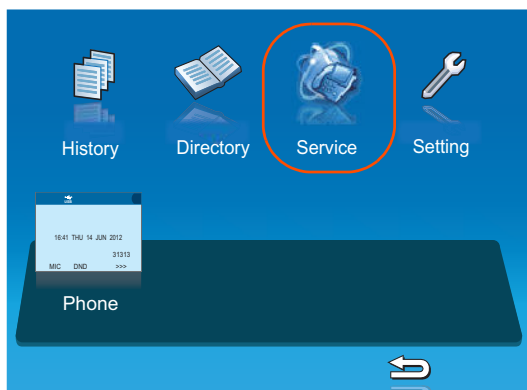 History Directory Service Setting
16:41 THU 14 JUN 2012
31313
MIC DND >>>
Phone